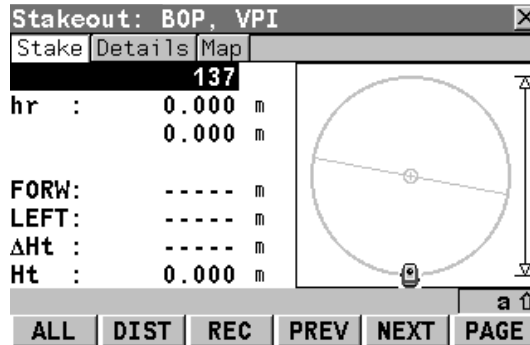 Stakeout: BOP, VPI
Stake Details Map
137
hr : 0.000 m
0.000 m
FORW: ----- m
LEFT: ----- m
ΔHt : ----- m
Ht : 0.000 m
a ⇧
ALL DIST REC PREV NEXT PAGE